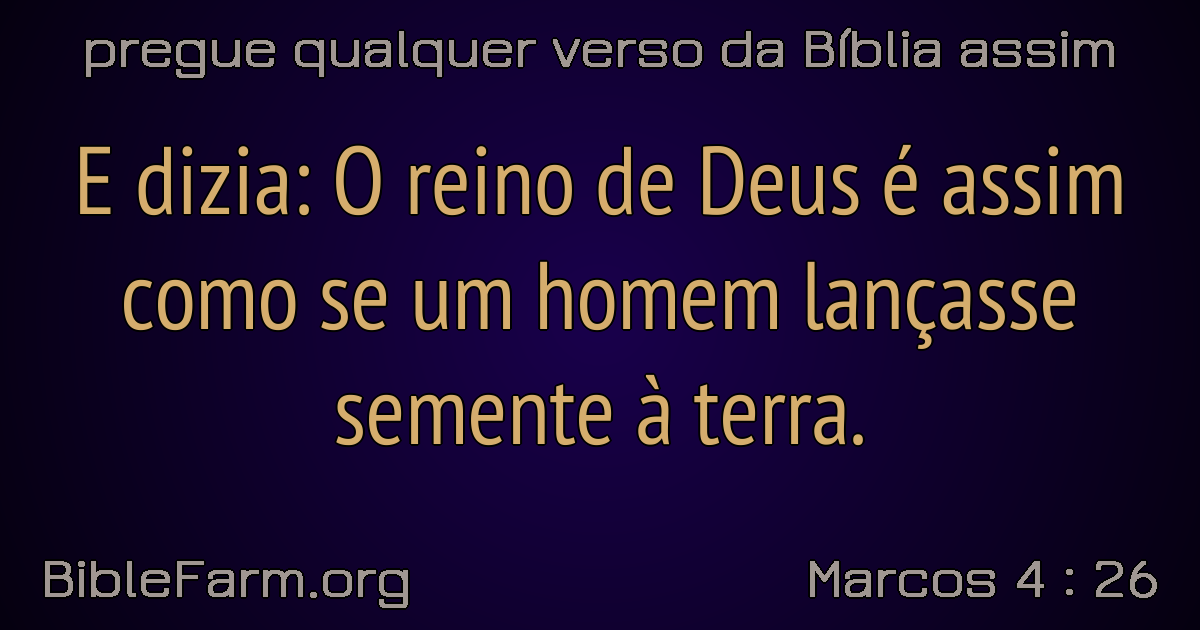 pregue qualquer verso da Bíblia assim
E dizia: O reino de Deus é assim
como se um homem lançasse
semente à terra.
BibleFarm.org
Marcos 4 : 26